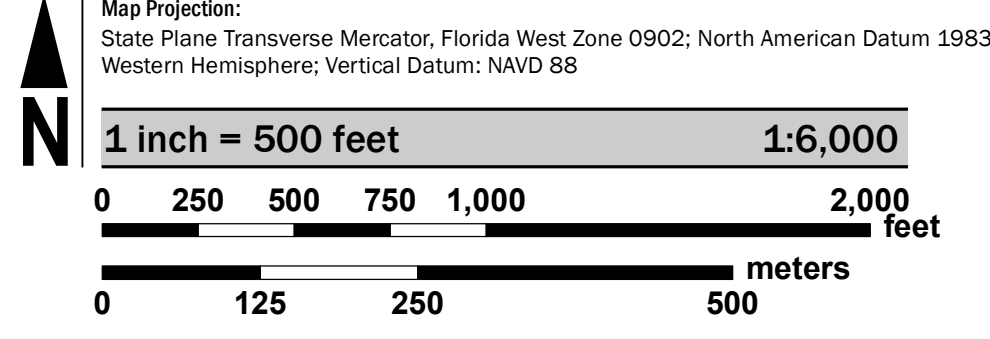 Map Projection:
State Plane Transverse Mercator, Florida West Zone 0902; North American Datum 1983
Western Hemisphere; Vertical Datum: NAVD 88
N
1 inch = 500 feet 1:6,000
0 250 500 750 1,000 2,000
feet
meters
0 125 250 500